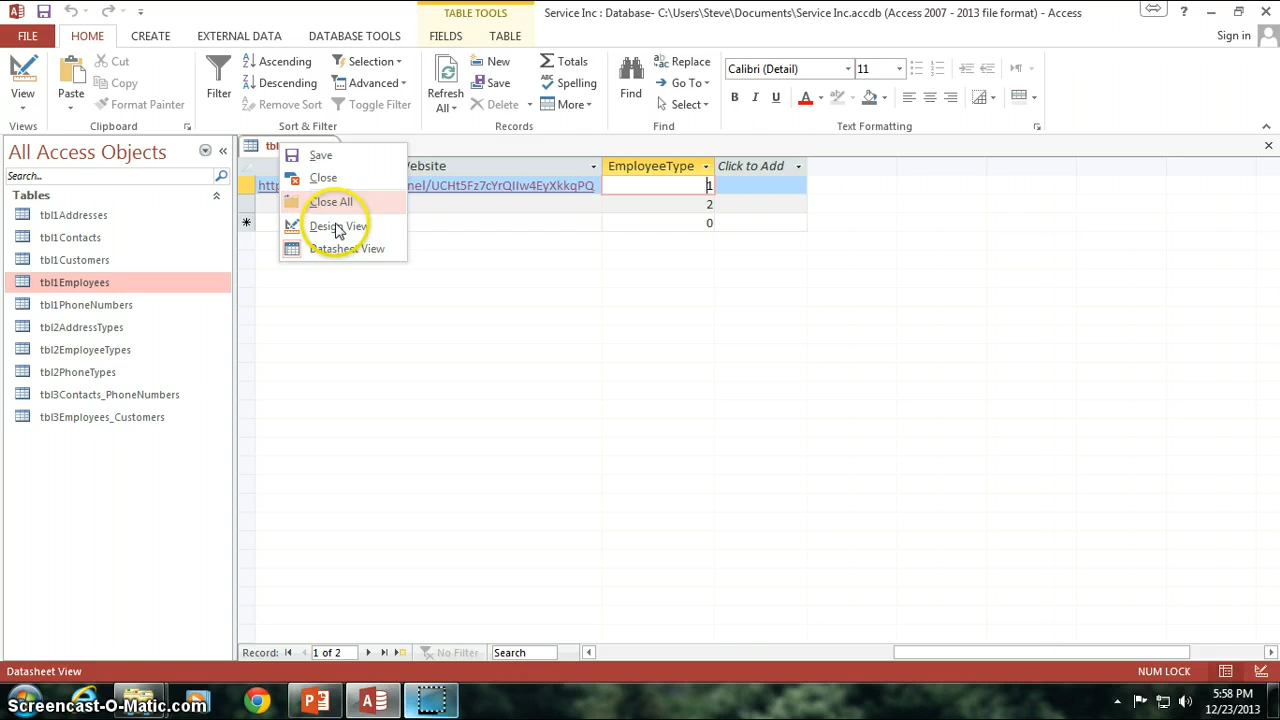 TABLE TOOLS
Service Inc : Database- C:\Users\Steve\Documents\Service Inc.accdb (Access 2007 - 2013 file format) - Access
FILE HOME CREATE EXTERNAL DATA DATABASE TOOLS FIELDS TABLE Sign in
View
Views
Paste
Cut
Copy
Format Painter
Clipboard
Filter
Ascending
Descending
Remove Sort
Selection
Advanced
Toggle Filter
Sort & Filter
Refresh All
New
Save
Delete
Totals
Spelling
More
Records
Find
Replace
Go To
Select
Find
Calibri (Detail) 11
B I U A
Text Formatting
All Access Objects
Search...
Tables
tbl1Addresses
tbl1Contacts
tbl1Customers
tbl1Employees
tbl1PhoneNumbers
tbl2AddressTypes
tbl2EmployeeTypes
tbl2PhoneTypes
tbl3Contacts_PhoneNumbers
tbl3Employees_Customers
Save
Close
Close All
Design View
Datasheet View
EmployeeType Click to Add
1
2
0
Record: 1 of 2 No Filter Search
Datasheet View NUM LOCK
Screencast-O-Matic.com
5:58 PM
12/23/2013